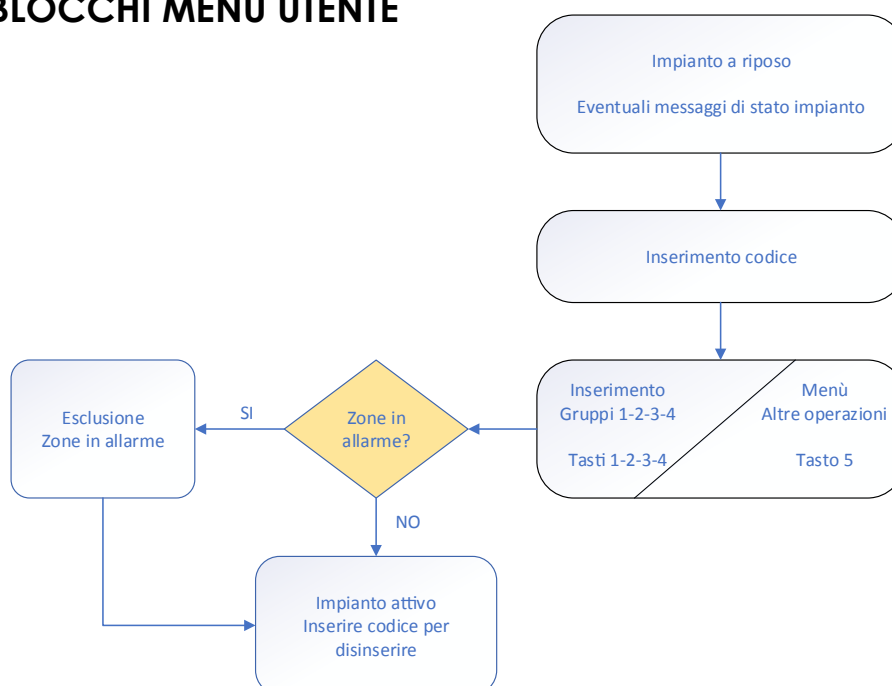 BLOCCHI MENU UTENTE
Impianto a riposo
Eventuali messaggi di stato impianto
Inserimento codice
Inserimento
Gruppi 1-2-3-4
Tasti 1-2-3-4
Menù
Altre operazioni
Tasto 5
Zone in
allarme?
SI
Esclusione
Zone in allarme
NO
Impianto attivo
Inserire codice per
disinserire